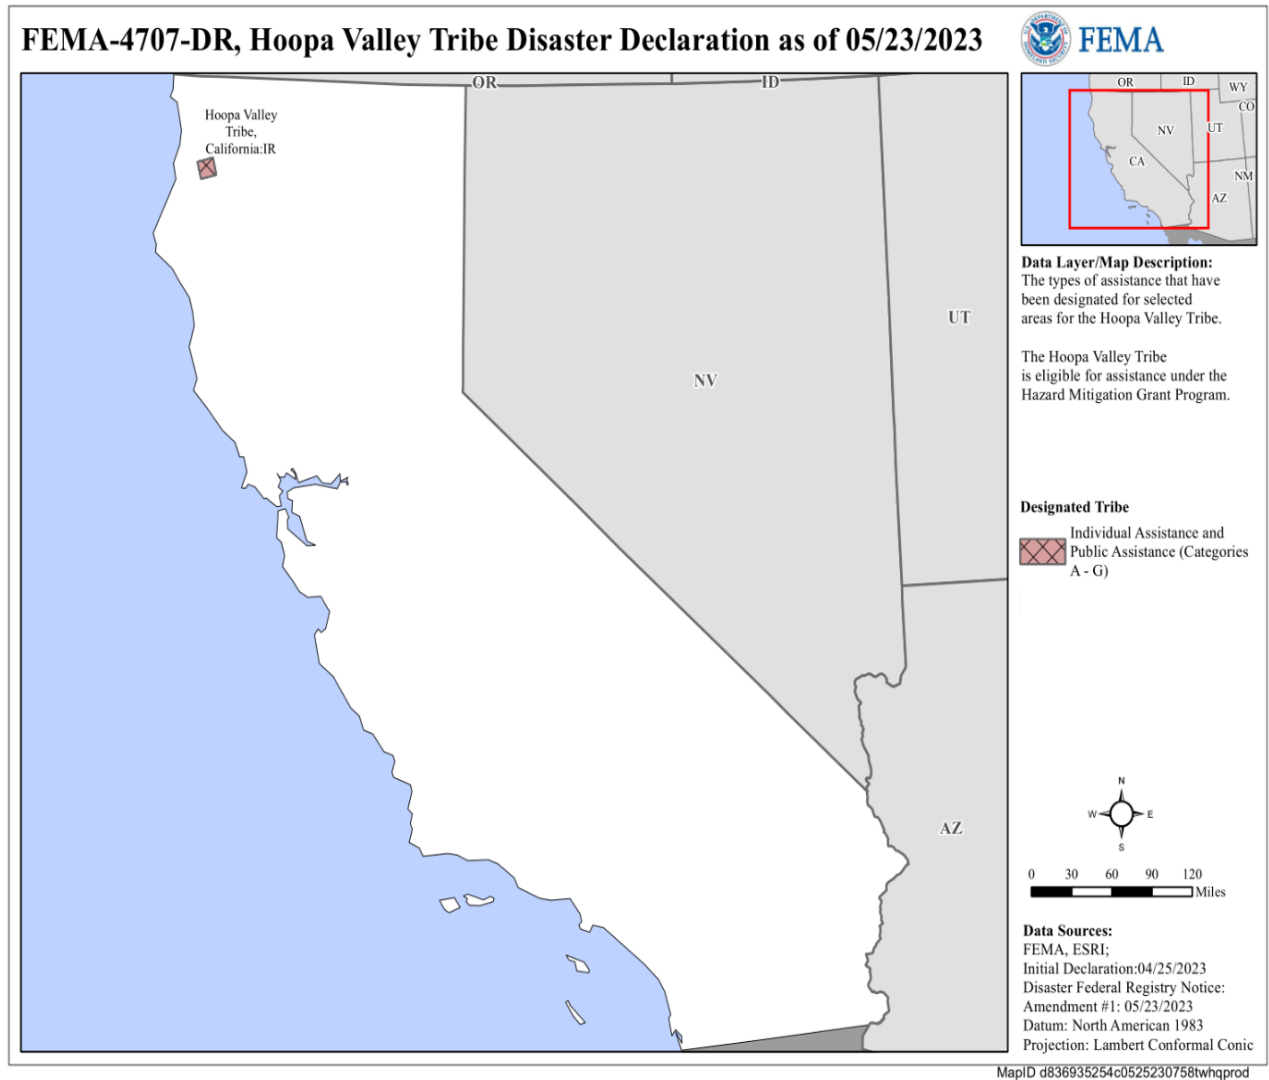 FEMA-4707-DR, Hoopa Valley Tribe Disaster Declaration as of 05/23/2023
FEMA
OR
ID
Hoopa Valley
Tribe,
California:IR
NV
UT
AZ
OR
ID
WY
CO
NV
UT
CA
NM
AZ
Data Layer/Map Description:
The types of assistance that have
been designated for selected
areas for the Hoopa Valley Tribe.
The Hoopa Valley Tribe
is eligible for assistance under the
Hazard Mitigation Grant Program.
Designated Tribe
Individual Assistance and
Public Assistance (Categories
A - G)
N
W E
S
0 30 60 90 120
Miles
Data Sources:
FEMA, ESRI;
Initial Declaration:04/25/2023
Disaster Federal Registry Notice:
Amendment #1: 05/23/2023
Datum: North American 1983
Projection: Lambert Conformal Conic
MapID d836935254c0525230758twhqprod